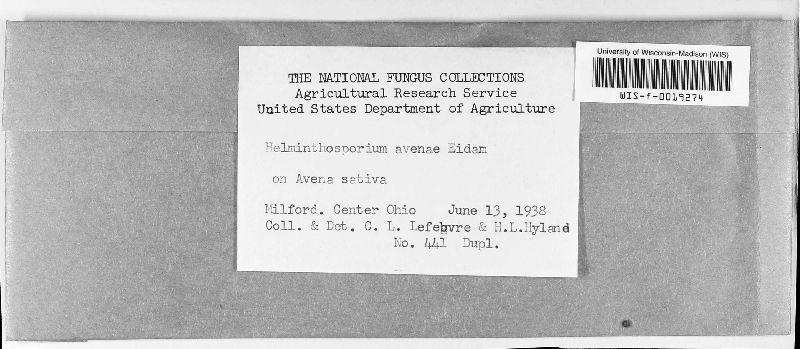 University of Wisconsin-Madison (WIS)
WIS-f-0019274
THE NATIONAL FUNGUS COLLECTIONS
Agricultural Research Service
United States Department of Agriculture
Helminthosporium avenae Eidam
on Avena sativa
Milford. Center Ohio June 13, 1938
Coll. & Det. C. L. Lefebvre & H.L.Hyland
No. 441 Dupl.